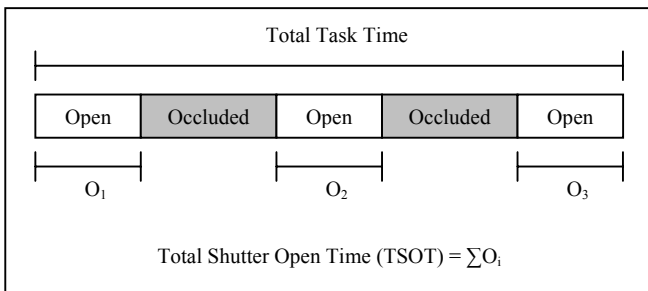 Total Task Time
Open Occluded Open Occluded Open
O₁ O₂ O₃
Total Shutter Open Time (TSOT) = ∑Oᵢ